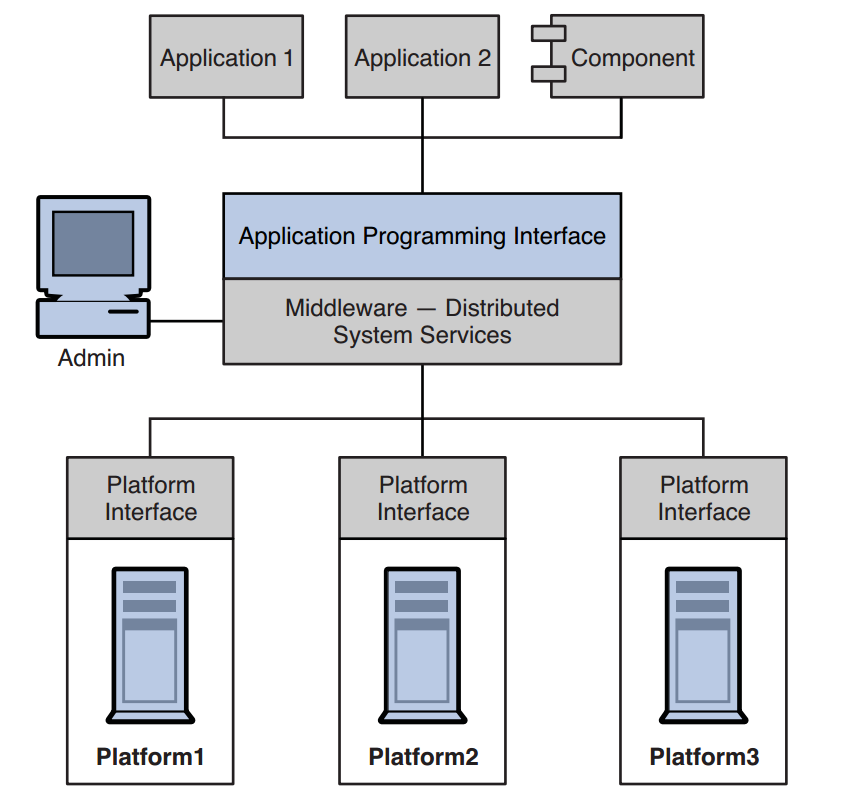 Application 1
Application 2
Component
Application Programming Interface
Middleware — Distributed
System Services
Admin
Platform
Interface
Platform
Interface
Platform
Interface
Platform1
Platform2
Platform3